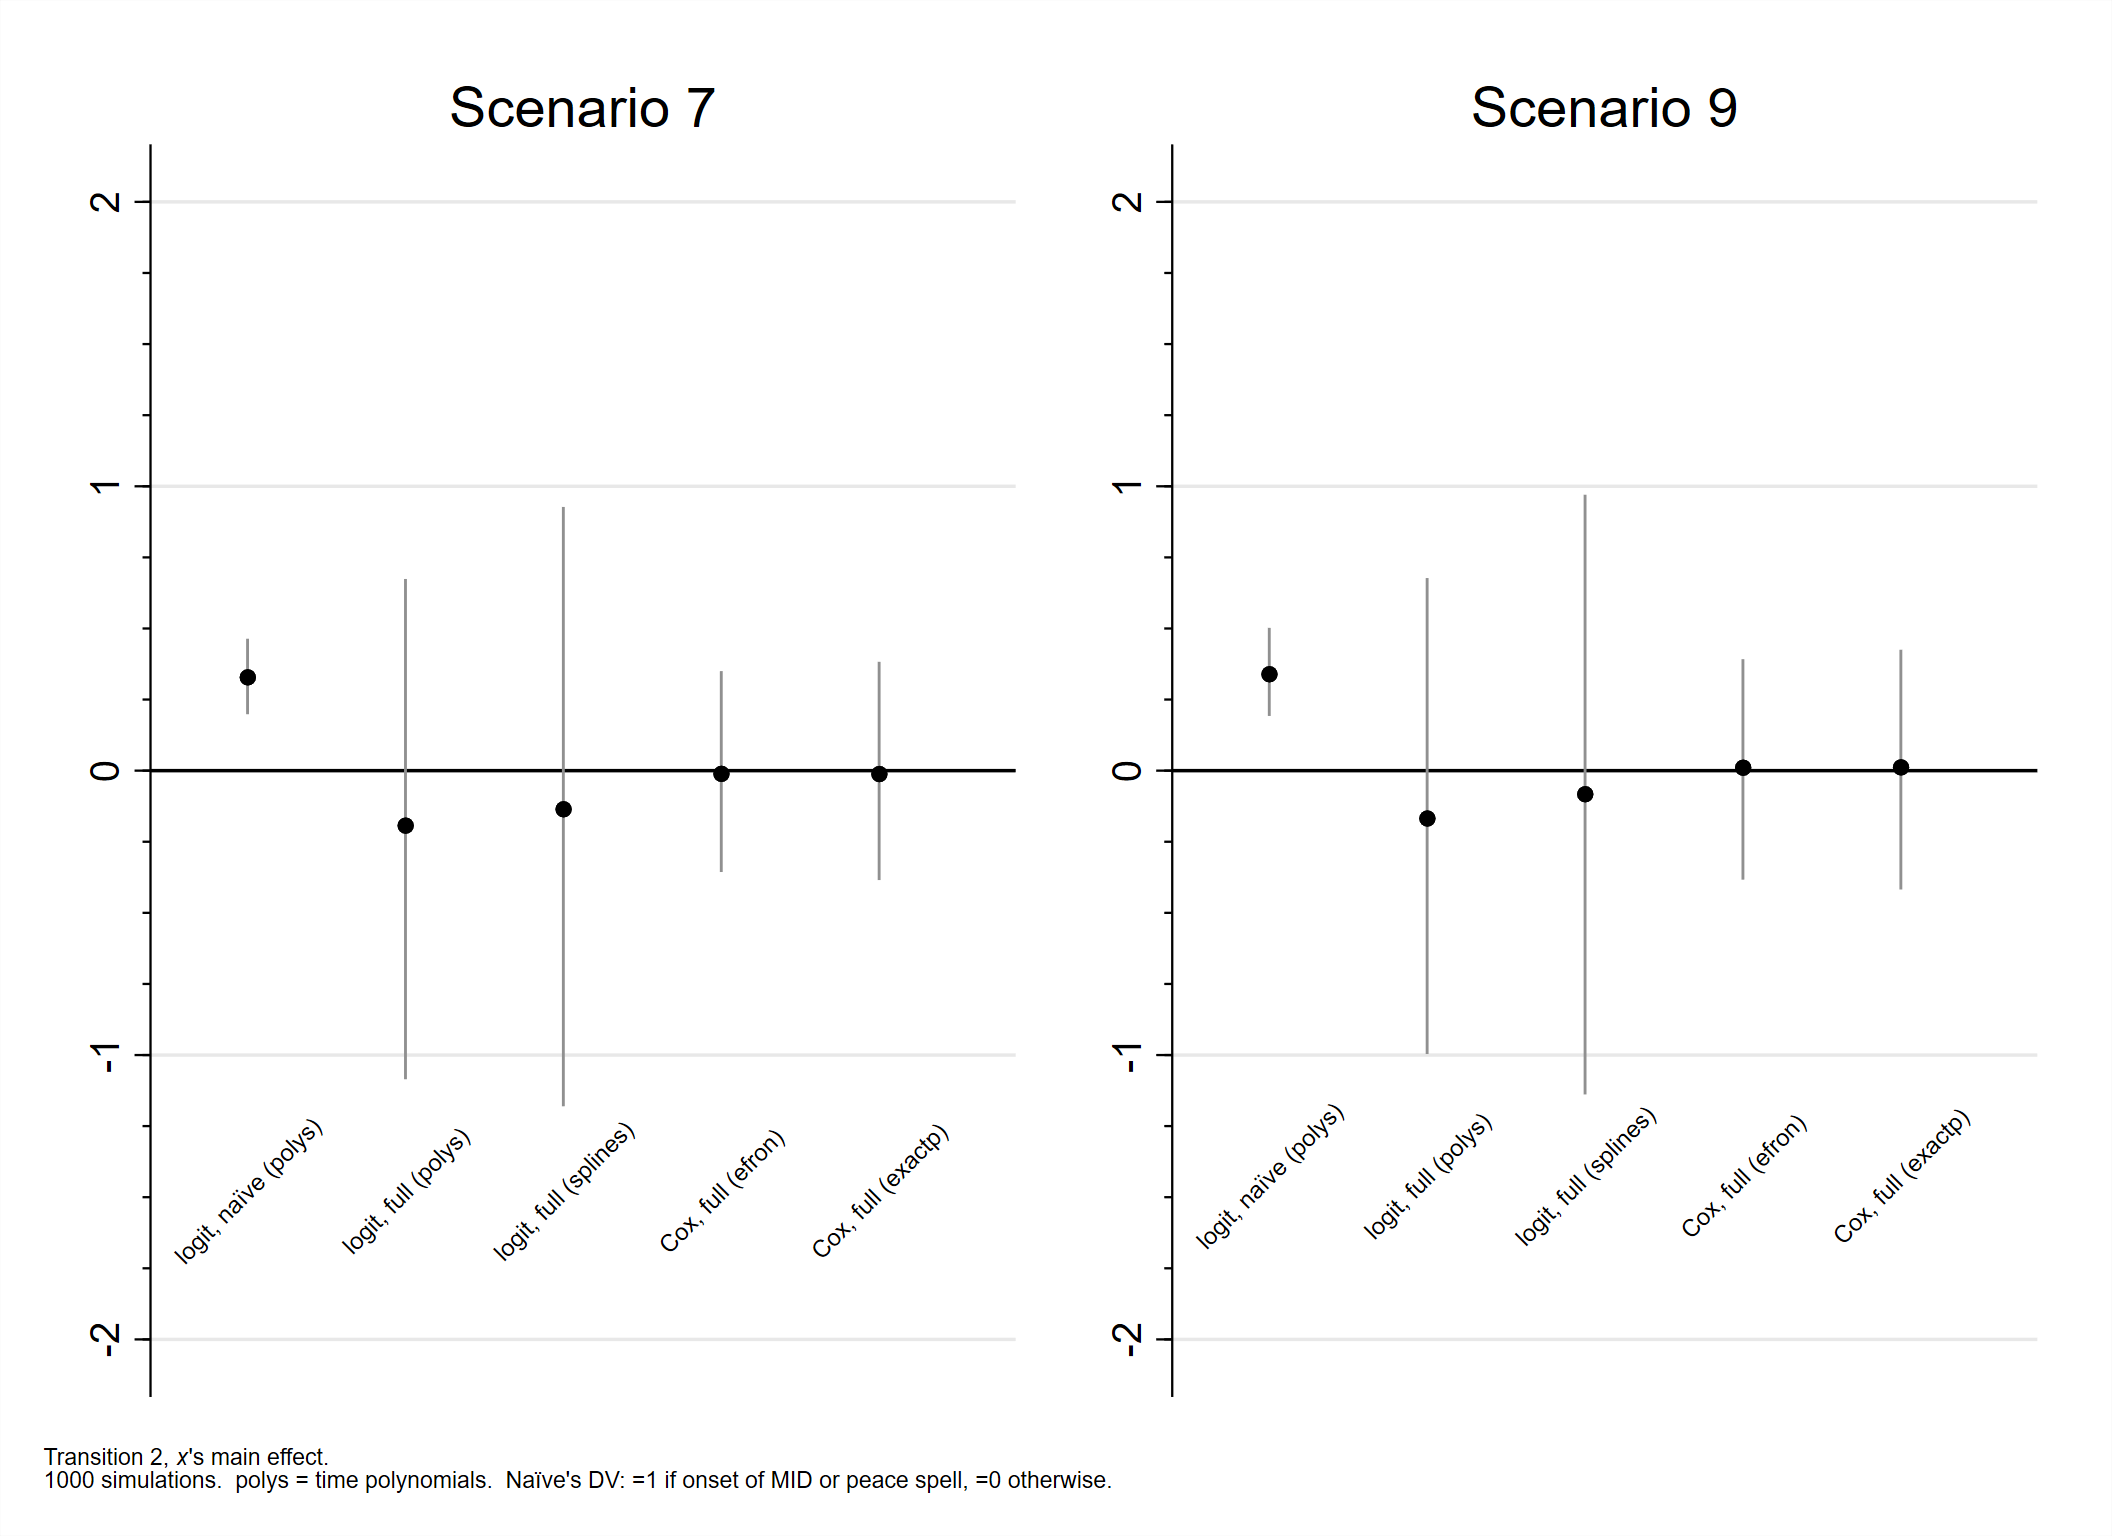 Scenario 7
2
1
0
-1
-2
logit, naïve (polys)
logit, full (polys)
logit, full (splines)
Cox, full (efron)
Cox, full (exactp)
Scenario 9
2
1
0
-1
-2
logit, naïve (polys)
logit, full (polys)
logit, full (splines)
Cox, full (efron)
Cox, full (exactp)
Transition 2, x's main effect.
1000 simulations.  polys = time polynomials.  Naïve's DV: =1 if onset of MID or peace spell, =0 otherwise.